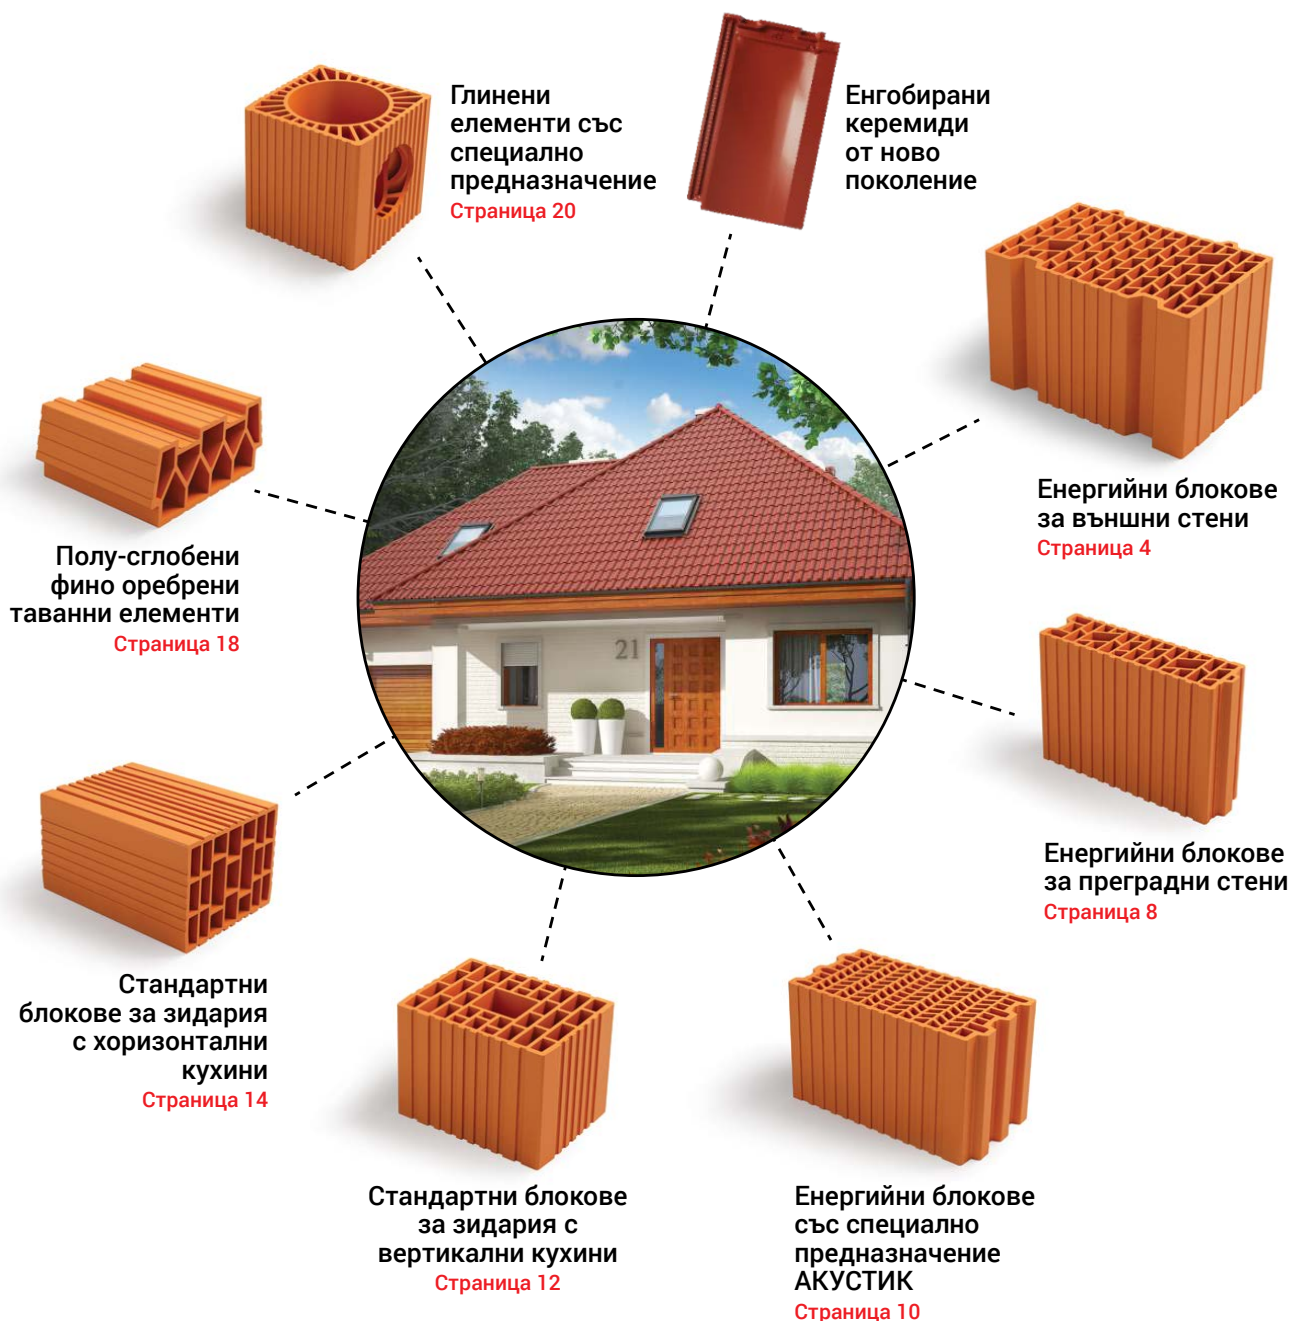 Глинени
елементи със
специално
предназначение
Страница 20
Енгобирани
керемиди
от ново
поколение
Енергийни блокове
за външни стени
Страница 4
Полу-сглобени
фино оребрени
таванни елементи
Страница 18
21
Енергийни блокове
за преградни стени
Страница 8
Стандартни
блокове за зидария
с хоризонтални
кухини
Страница 14
Стандартни блокове
за зидария с
вертикални кухини
Страница 12
Енергийни блокове
със специално
предназначение
АКУСТИК
Страница 10